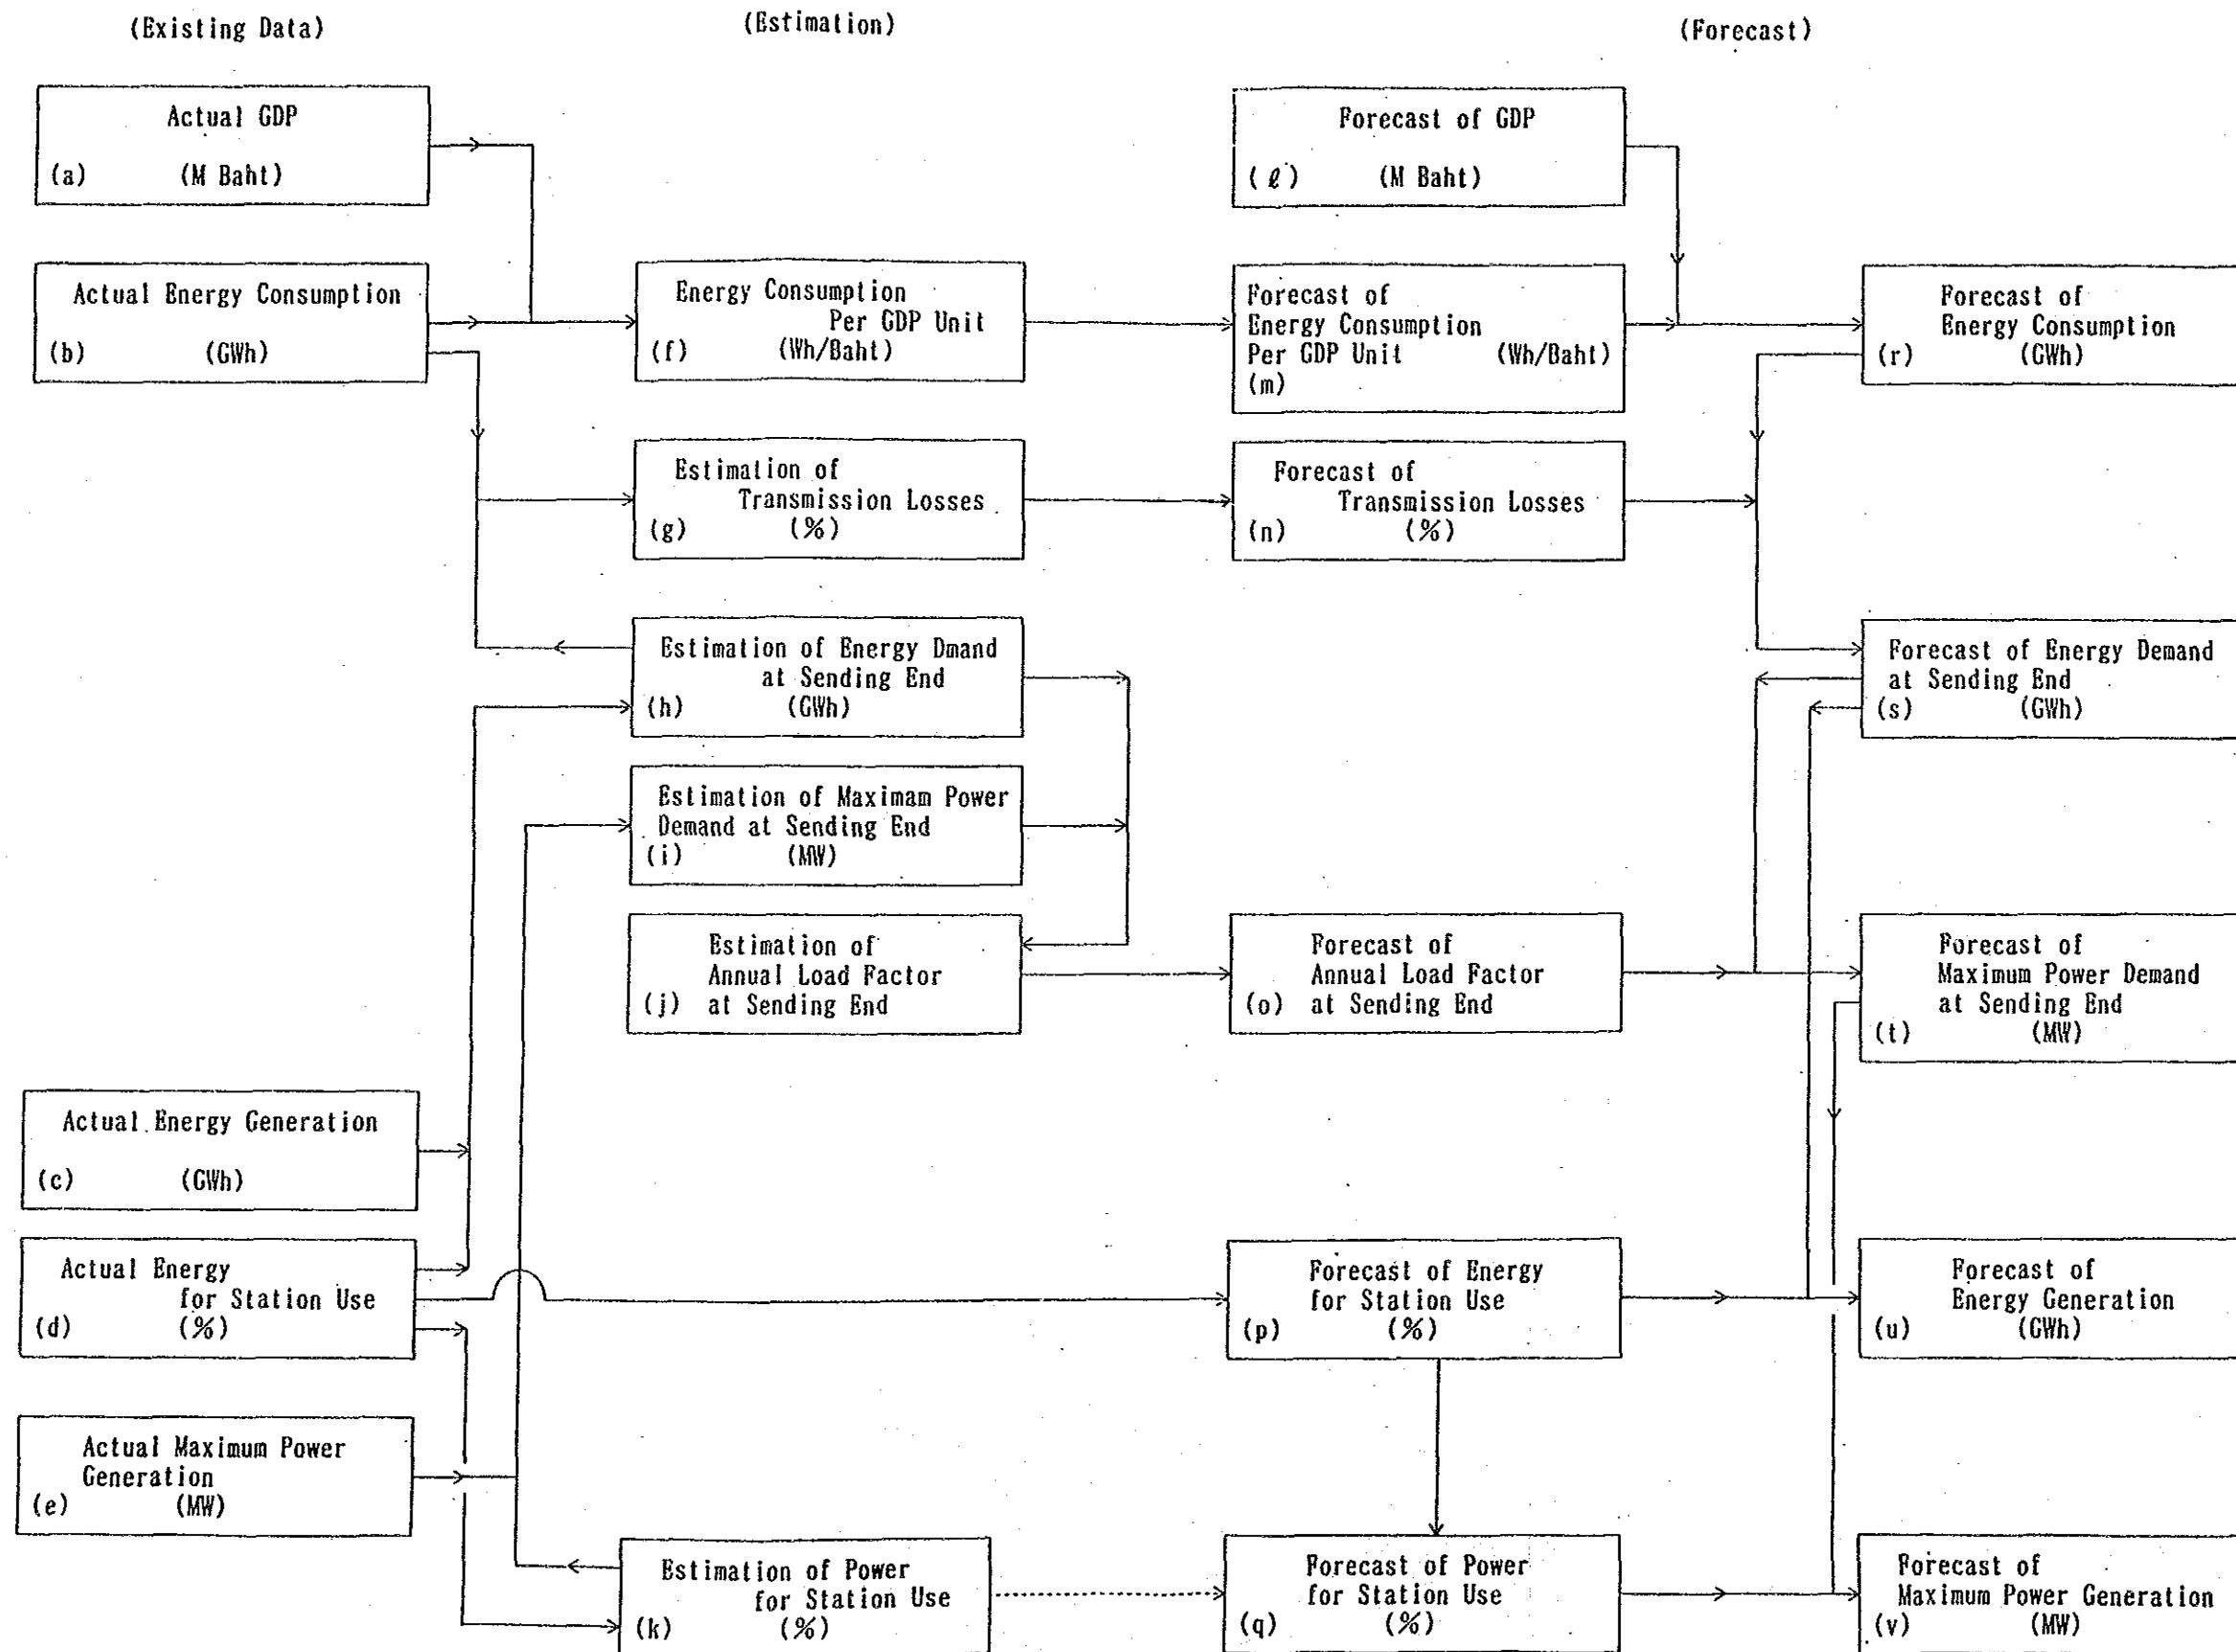 (Existing Data)
(Estimation)
(Forecast)
Actual GDP
(a) (M Baht)
Forecast of GDP
(ℓ) (M Baht)
Actual Energy Consumption
(b) (GWh)
Energy Consumption
Per GDP Unit
(f) (Wh/Baht)
Forecast of
Energy Consumption
Per GDP Unit (Wh/Baht)
(m)
Forecast of
Energy Consumption
(r) (GWh)
Estimation of
Transmission Losses
(g) (%)
Forecast of
Transmission Losses
(n) (%)
Estimation of Energy Dmand
at Sending End
(h) (GWh)
Forecast of Energy Demand
at Sending End
(s) (GWh)
Estimation of Maximam Power
Demand at Sending End
(i) (MW)
Estimation of
Annual Load Factor
(j) at Sending End
Forecast of
Annual Load Factor
(o) at Sending End
Forecast of
Maximum Power Demand
at Sending End
(t) (MW)
Actual Energy Generation
(c) (GWh)
Actual Energy
for Station Use
(d) (%)
Forecast of Energy
for Station Use
(p) (%)
Forecast of
Energy Generation
(u) (GWh)
Actual Maximum Power
Generation
(e) (MW)
Estimation of Power
for Station Use
(k) (%)
Forecast of Power
for Station Use
(q) (%)
Forecast of
Maximum Power Generation
(v) (MW)